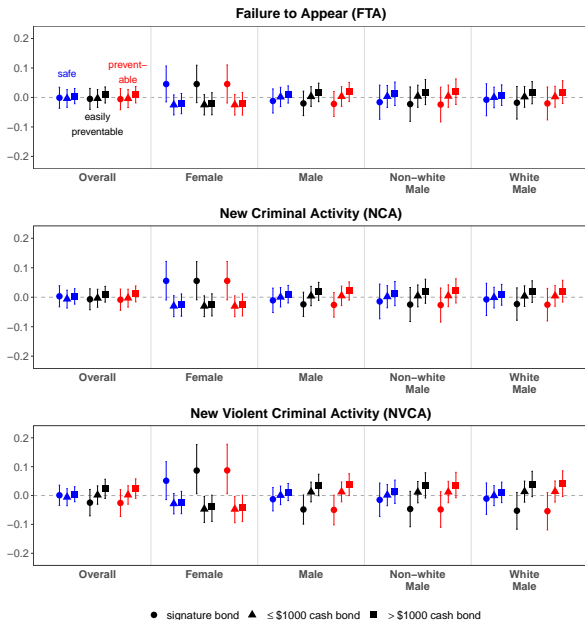 Failure to Appear (FTA)
0.2
0.1
0.0
−0.1
−0.2
safe
prevent−
able
easily
preventable
Overall
Female
Male
Non−white
Male
White
Male
New Criminal Activity (NCA)
0.2
0.1
0.0
−0.1
−0.2
Overall
Female
Male
Non−white
Male
White
Male
New Violent Criminal Activity (NVCA)
0.2
0.1
0.0
−0.1
−0.2
Overall
Female
Male
Non−white
Male
White
Male
signature bond
≤ $1000 cash bond
> $1000 cash bond